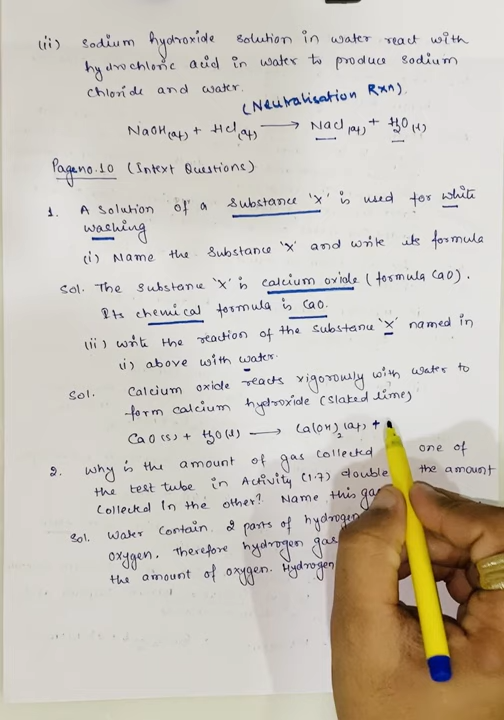 (ii) Sodium hydroxide solution in water react with
hydrochloric acid in water to produce sodium
chloride and water.
(Neutralisation Rxn)
NaOH(aq) + Hcl(aq) → Nacl(aq) + H₂O(l)
Page no. 10 (Intext Questions)
1. A solution of a substance 'X' is used for white
washing
(i) Name the substance 'X' and write its formula
Sol. The substance 'X' is calcium oxide (formula CaO).
Its chemical formula is CaO.
(ii) write the reaction of the substance 'X' named in
(i) above with water.
Sol. Calcium oxide reacts vigorously with water to
form calcium hydroxide (slaked lime)
CaO(s) + H₂O(l) → Ca(OH)₂(aq) +
2. why is the amount of gas collected one of
the test tube in Activity (1.7) double the amount
collected in the other? Name this gas
Sol. Water contain 2 parts of hydrogen
oxygen. Therefore hydrogen gas
the amount of oxygen. Hydrogen